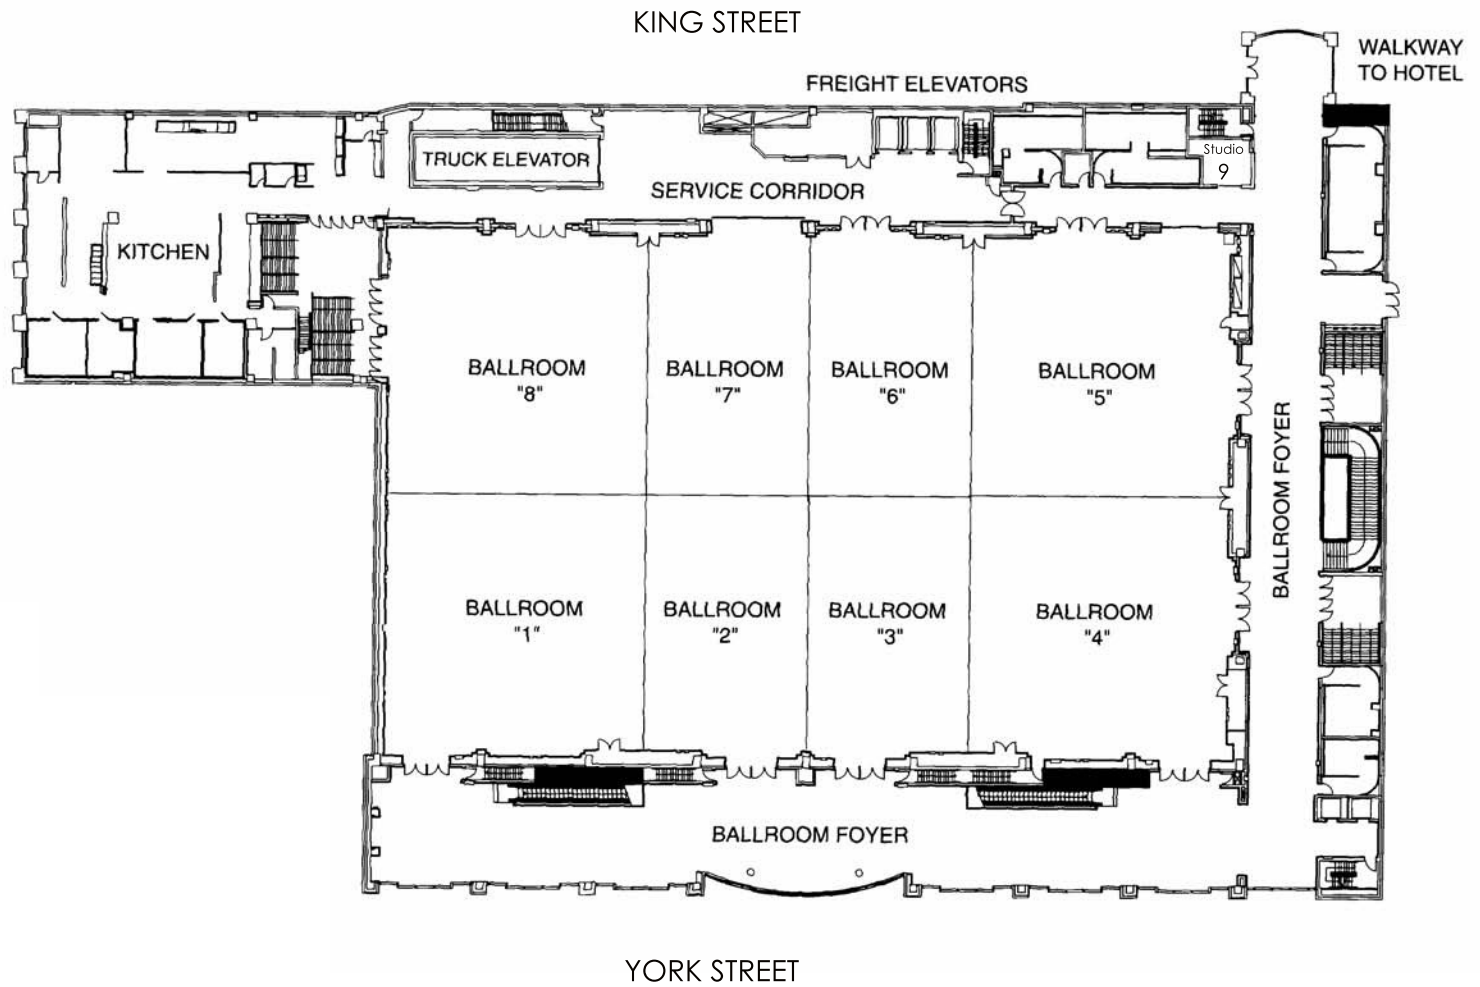 KING STREET
WALKWAY
TO HOTEL
FREIGHT ELEVATORS
TRUCK ELEVATOR
Studio
9
SERVICE CORRIDOR
KITCHEN
BALLROOM
"8"
BALLROOM
"7"
BALLROOM
"6"
BALLROOM
"5"
BALLROOM FOYER
BALLROOM
"1"
BALLROOM
"2"
BALLROOM
"3"
BALLROOM
"4"
BALLROOM FOYER
YORK STREET